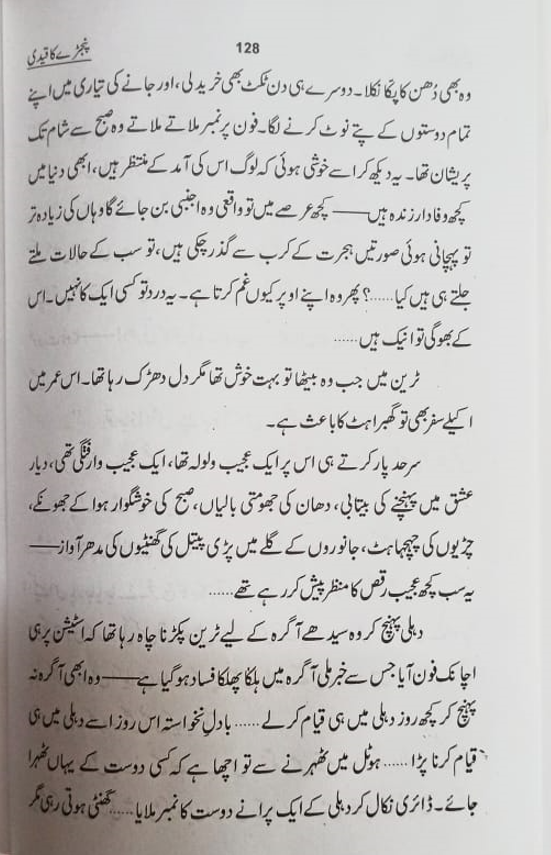 پنجڑے کا قیدی
128
وہ بھی دُھن کا پکّا نکلا۔ دوسرے ہی دن ٹکٹ بھی خرید لی، اور جانے کی تیاری میں اپنے
تمام دوستوں کے پتے نوٹ کرنے لگا۔ فون پر نمبر ملاتے ملاتے وہ صبح سے شام تک
پریشان تھا۔ یہ دیکھ کر اسے خوشی ہوئی کہ لوگ اس کی آمد کے منتظر ہیں، ابھی دنیا میں
کچھ وفادار زندہ ہیں —— کچھ عرصے میں تو واقعی وہ اجنبی بن جائے گا وہاں کی زیادہ تر
تو پہچانی ہوئی صورتیں ہجرت کے کرب سے گذر چکی ہیں، تو سب کے حالات ملتے
جلتے ہی ہیں کیا......؟ پھر وہ اپنے اوپر کیوں غم کرتا ہے۔ یہ درد تو کسی ایک کا نہیں۔ اس
کے بھوگی تو انیک ہیں......
ٹرین میں جب وہ بیٹھا تو بہت خوش تھا مگر دل دھڑک رہا تھا۔ اس عمر میں
اکیلے سفر بھی تو گھبراہٹ کا باعث ہے۔
سرحد پار کرتے ہی اس پر ایک عجیب ولولہ تھا، ایک عجیب وارفتگی تھی، دیار
عشق میں پہنچنے کی بیتابی، دھان کی جھومتی بالیاں، صبح کی خوشگوار ہوا کے جھونکے،
چڑیوں کی چہچہاہٹ، جانوروں کے گلے میں پڑی پیتل کی گھنٹیوں کی مدھر آواز ——
یہ سب کچھ عجیب رقص کا منظر پیش کر رہے تھے......
دہلی پہنچ کر وہ سیدھے آگرہ کے لیے ٹرین پکڑنا چاہ رہا تھا کہ اسٹیشن پر ہی
اچانک فون آیا جس سے خبر ملی آگرہ میں ہلکا پھلکا فساد ہو گیا ہے —— وہ ابھی آگرہ نہ
پہنچ کر کچھ روز دہلی میں ہی قیام کر لے...... بادلِ نخواستہ اس روز اسے دہلی میں ہی
قیام کرنا پڑا...... ہوٹل میں ٹھہرنے سے تو اچھا ہے کہ کسی دوست کے یہاں ٹھہرا
جائے۔ ڈائری نکال کر دہلی کے ایک پرانے دوست کا نمبر ملایا...... گھنٹی ہوتی رہی مگر